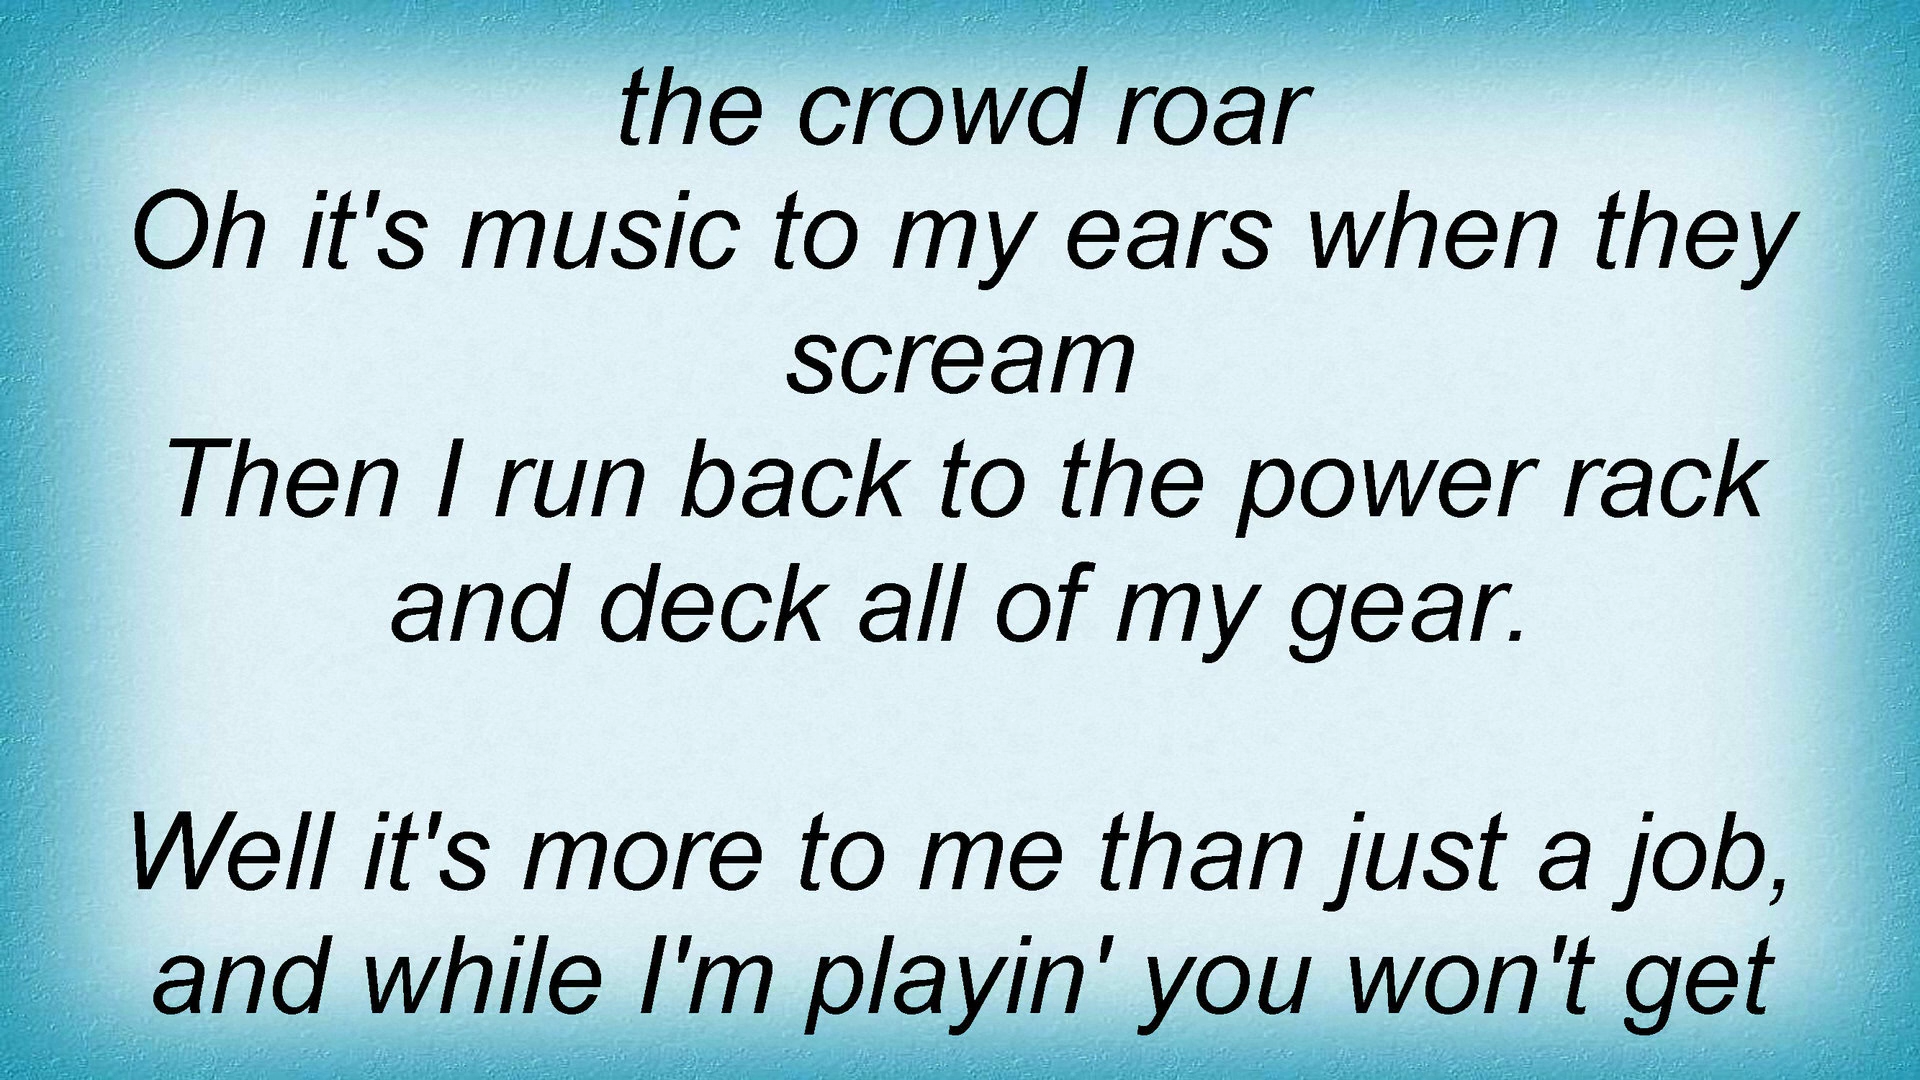 the crowd roar
Oh it's music to my ears when they
scream
Then I run back to the power rack
and deck all of my gear.
Well it's more to me than just a job,
and while I'm playin' you won't get